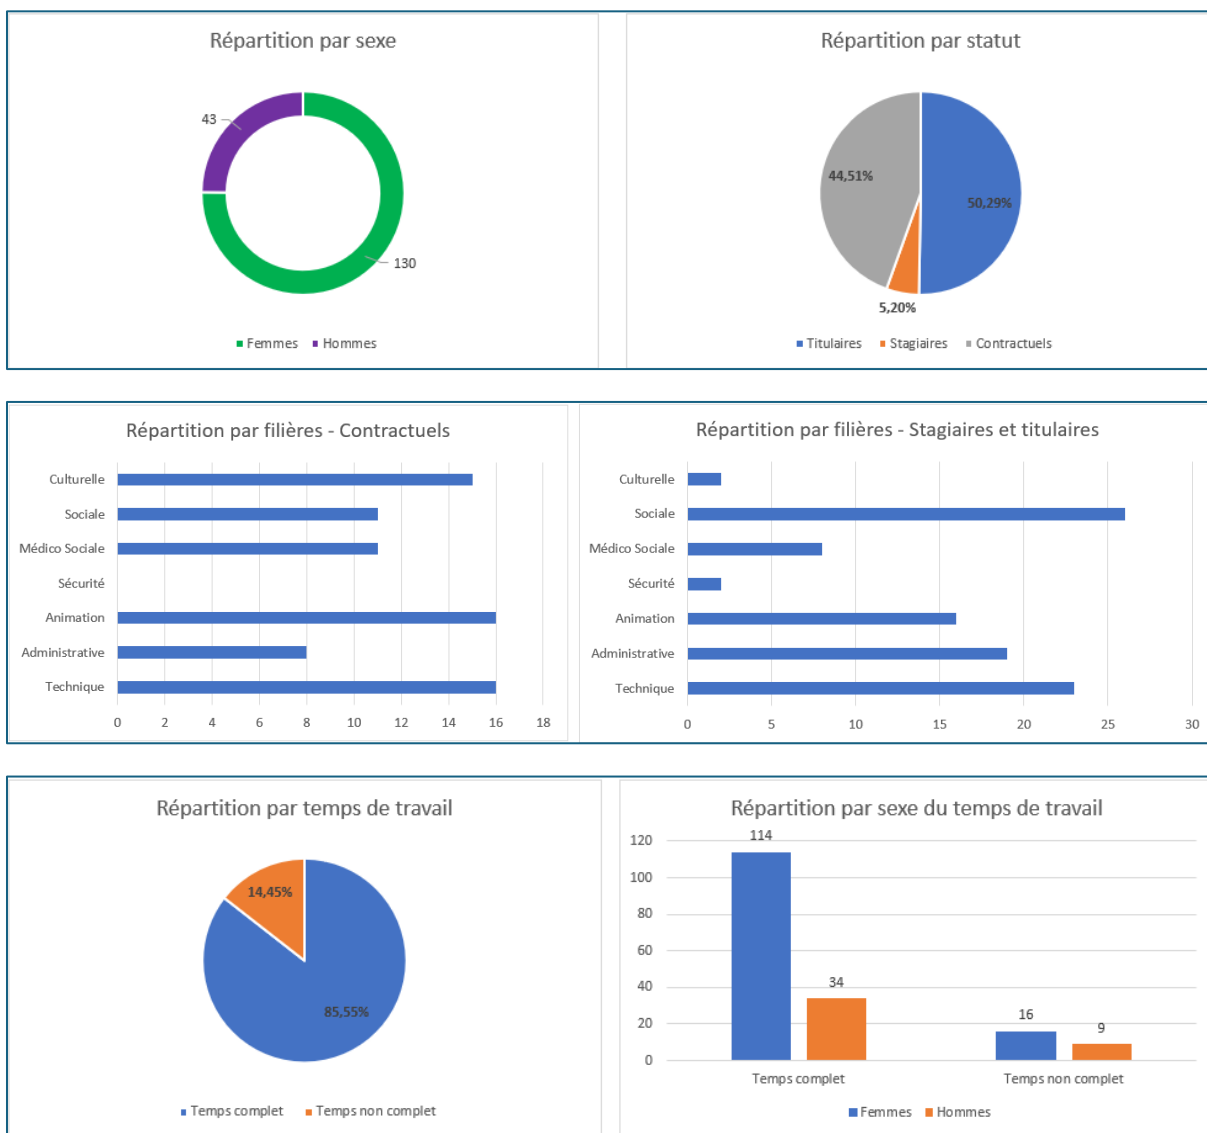 Répartition par sexe
43
130
Femmes Hommes
Répartition par statut
44,51%
50,29%
5,20%
Titulaires Stagiaires Contractuels
Répartition par filières - Contractuels
Culturelle
Sociale
Médico Sociale
Sécurité
Animation
Administrative
Technique
0 2 4 6 8 10 12 14 16 18
Répartition par filières - Stagiaires et titulaires
Culturelle
Sociale
Médico Sociale
Sécurité
Animation
Administrative
Technique
0 5 10 15 20 25 30
Répartition par temps de travail
14,45%
85,55%
Temps complet Temps non complet
Répartition par sexe du temps de travail
120
100
80
60
40
20
0
114
34
16
9
Temps complet Temps non complet
Femmes Hommes